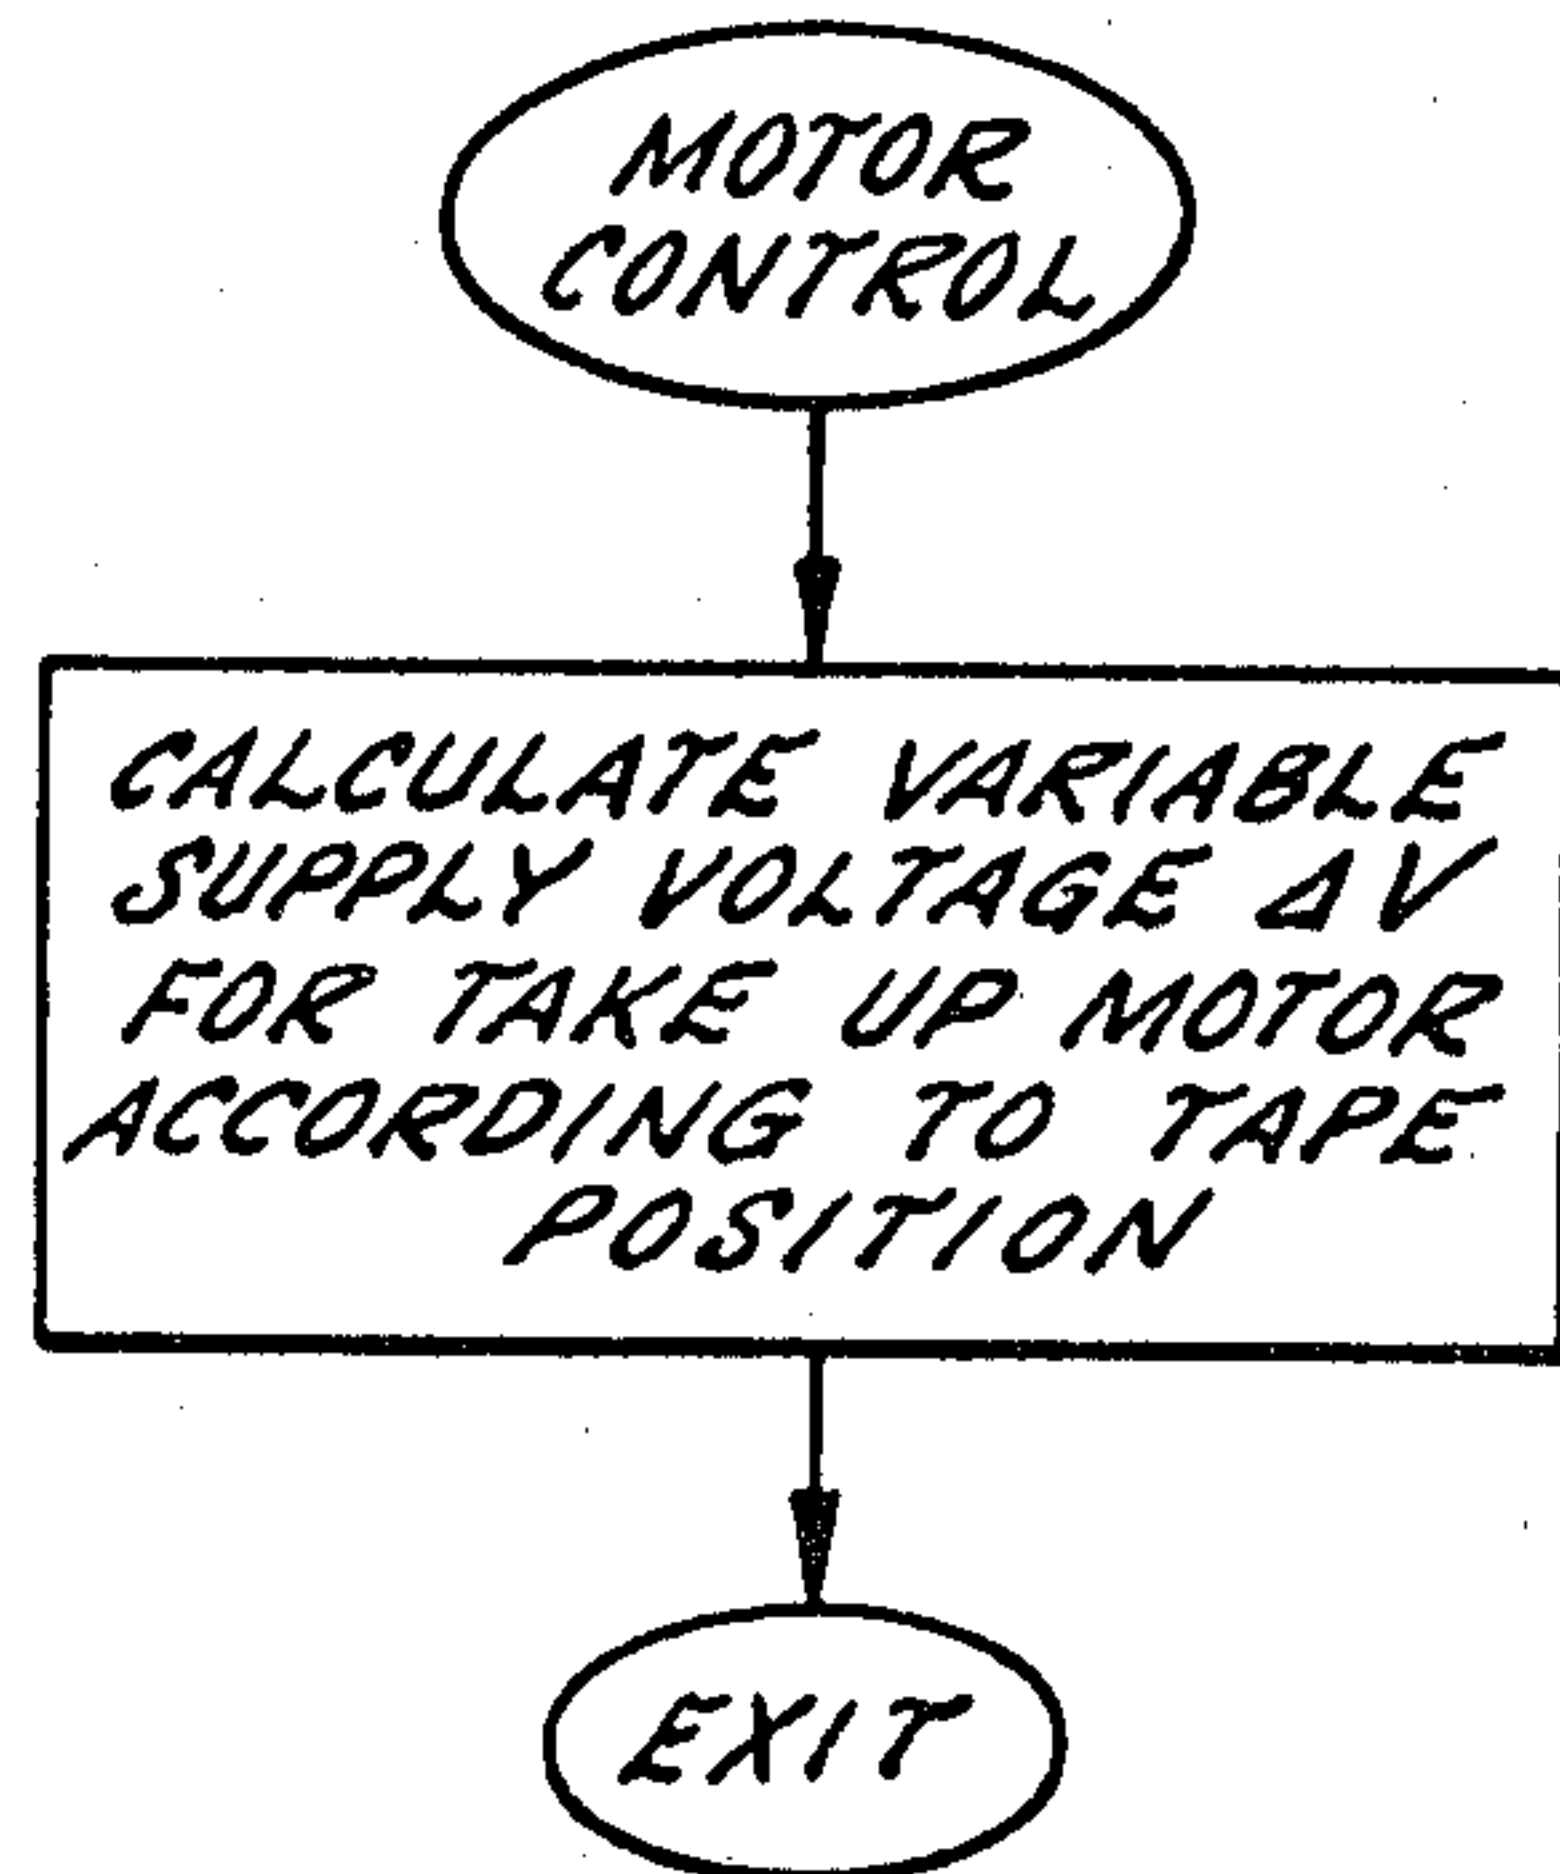 MOTOR
CONTROL
CALCULATE VARIABLE
SUPPLY VOLTAGE ΔV
FOR TAKE UP MOTOR
ACCORDING TO TAPE
POSITION
EXIT